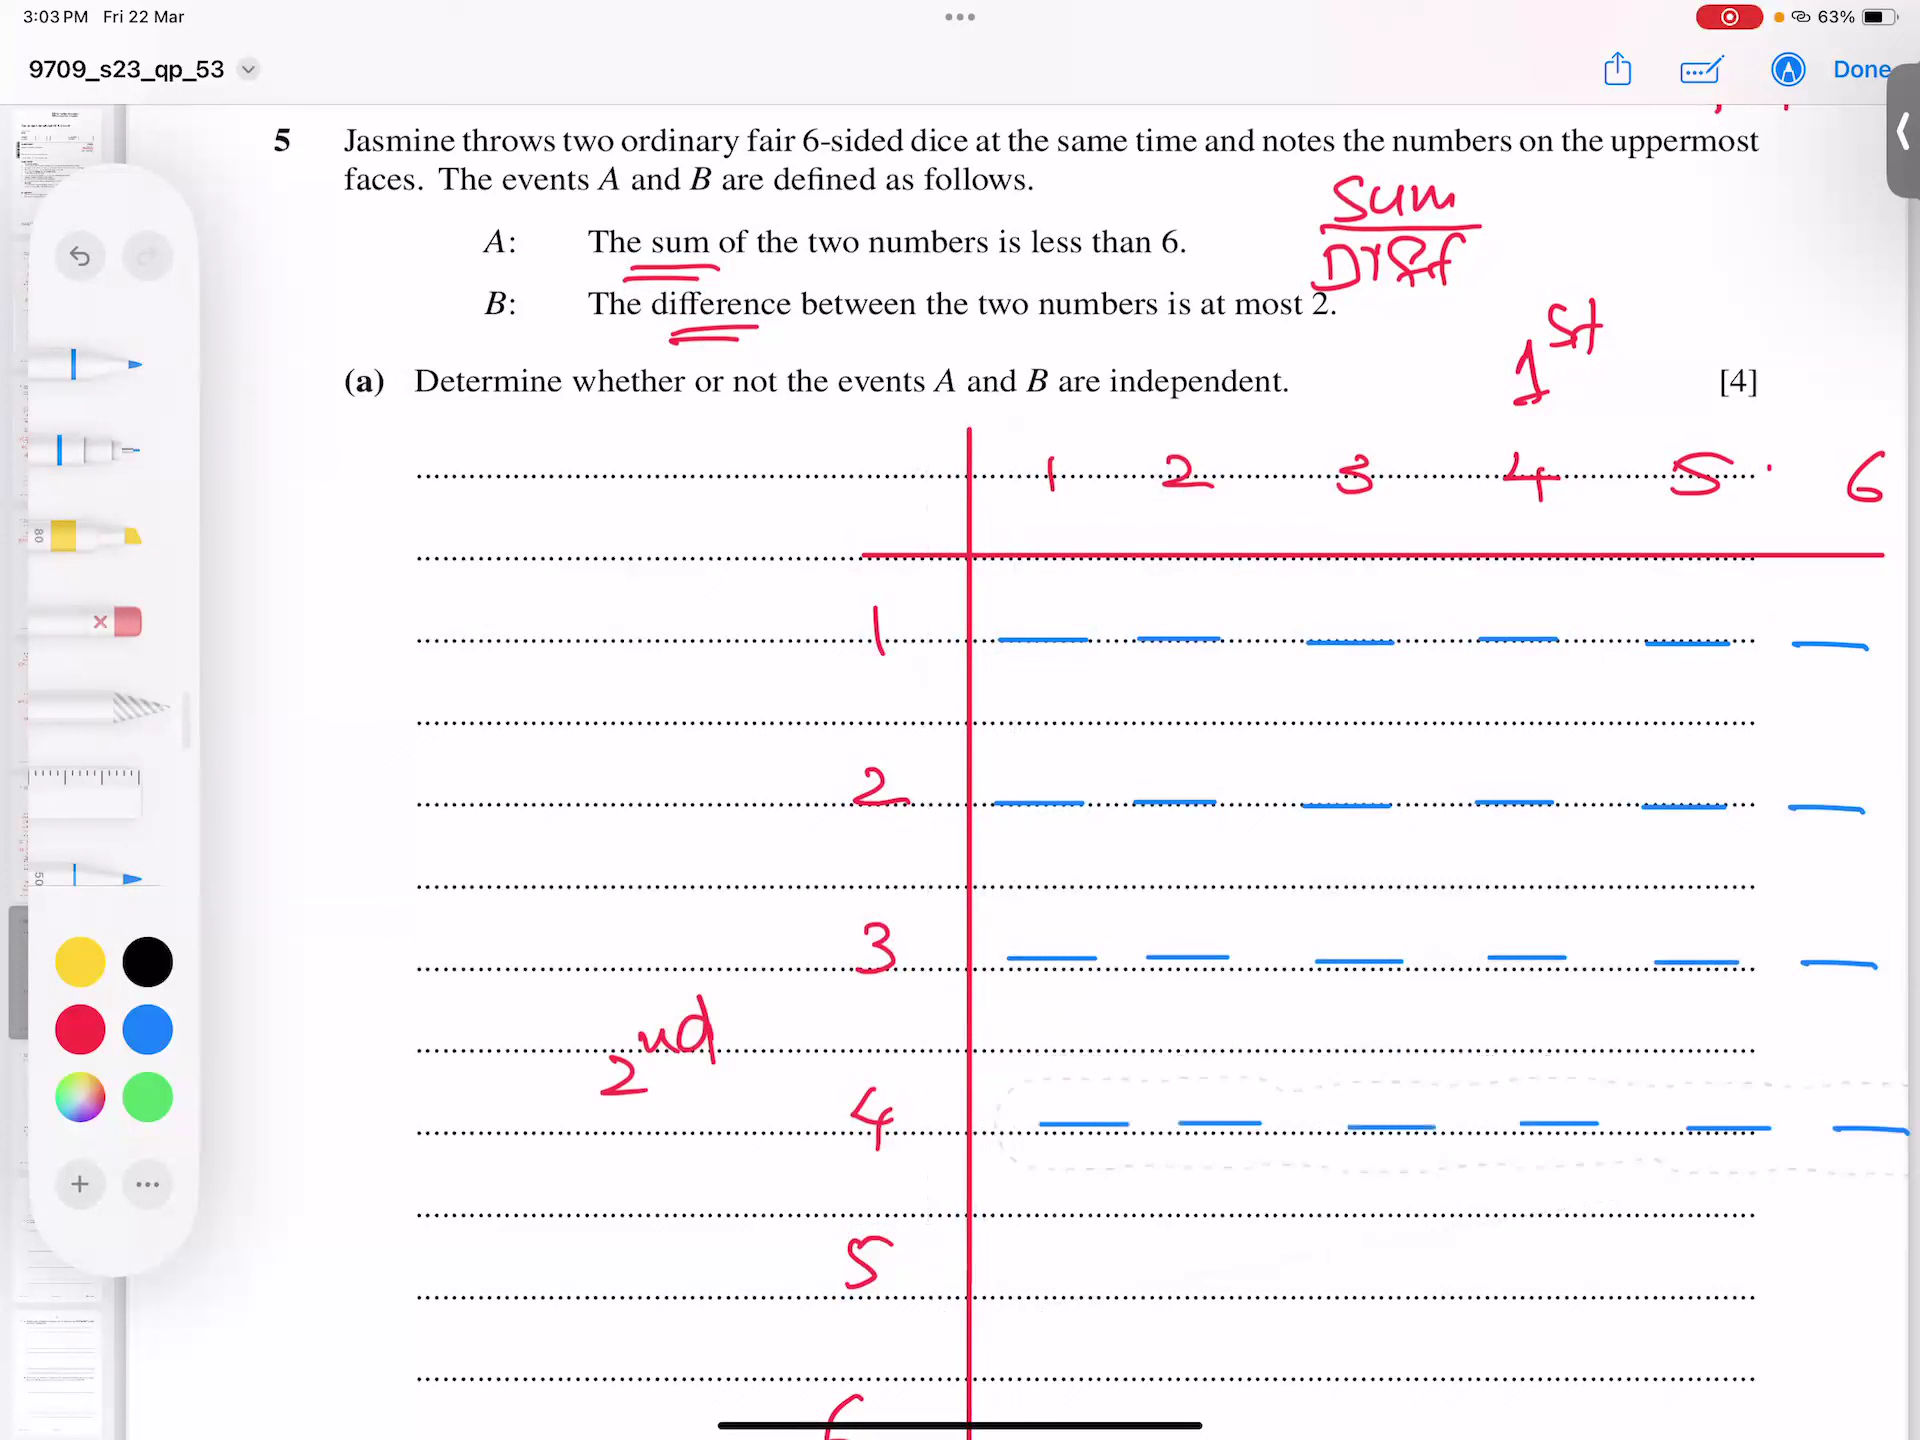 3:03 PM Fri 22 Mar
63%
9709_s23_qp_53
Done
5 Jasmine throws two ordinary fair 6-sided dice at the same time and notes the numbers on the uppermost
faces. The events A and B are defined as follows.
Sum
Diff
A: The sum of the two numbers is less than 6.
B: The difference between the two numbers is at most 2.
1st
(a) Determine whether or not the events A and B are independent. [4]
1 2 3 4 5 6
80
1
2
50
3
2nd
4
5